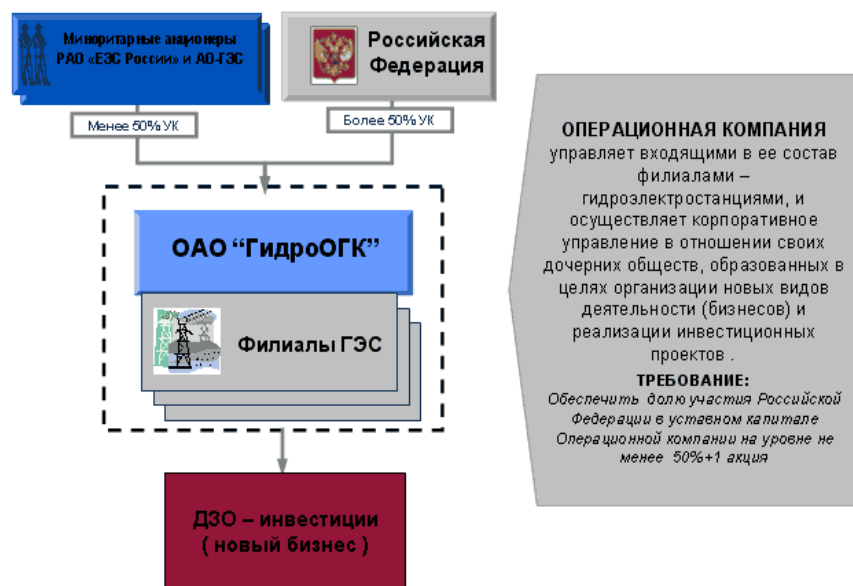 Миноритарные акционеры
РАО «ЕЭС России» и АО-ГЭС
Российская
Федерация
Менее 50% УК
Более 50% УК
ОАО “ГидроОГК”
Филиалы ГЭС
ДЗО – инвестиции
( новый бизнес )
ОПЕРАЦИОННАЯ КОМПАНИЯ
управляет входящими в ее состав
филиалами –
гидроэлектростанциями, и
осуществляет корпоративное
управление в отношении своих
дочерних обществ, образованных в
целях организации новых видов
деятельности (бизнесов) и
реализации инвестиционных
проектов .
ТРЕБОВАНИЕ:
Обеспечить долю участия Российской
Федерации в уставном капитале
Операционной компании на уровне не
менее 50%+1 акция